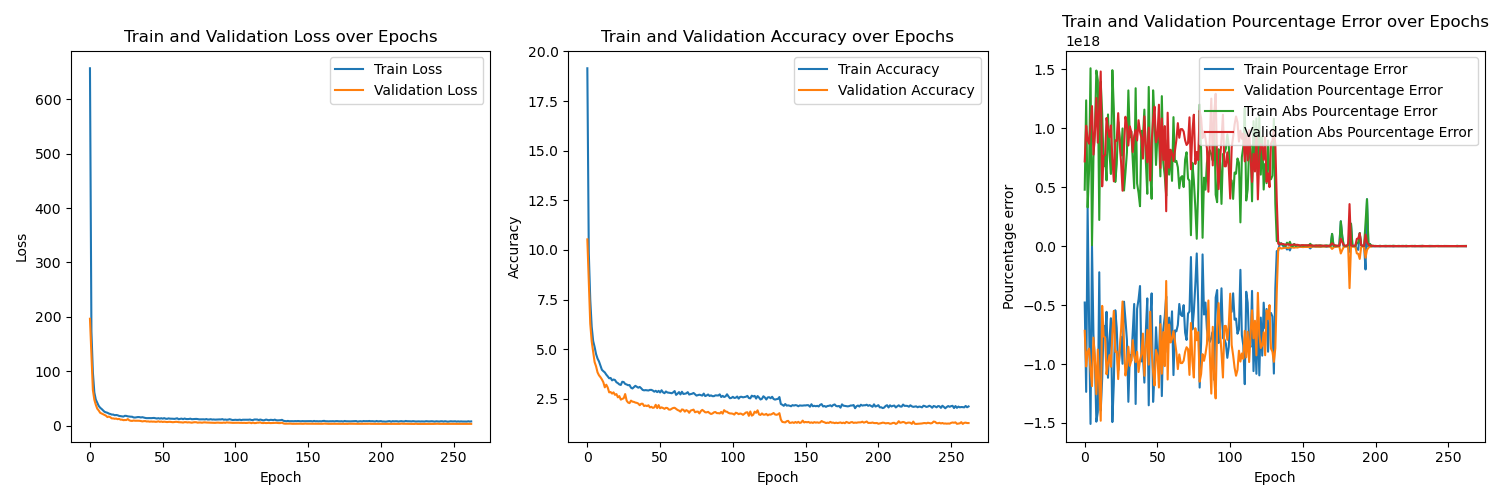 Train and Validation Loss over Epochs
Train Loss
Validation Loss
Loss
600
500
400
300
200
100
0
0 50 100 150 200 250
Epoch
Train and Validation Accuracy over Epochs
Train Accuracy
Validation Accuracy
Accuracy
20.0
17.5
15.0
12.5
10.0
7.5
5.0
2.5
0 50 100 150 200 250
Epoch
Train and Validation Pourcentage Error over Epochs
1e18
Train Pourcentage Error
Validation Pourcentage Error
Train Abs Pourcentage Error
Validation Abs Pourcentage Error
Pourcentage error
1.5
1.0
0.5
0.0
−0.5
−1.0
−1.5
0 50 100 150 200 250
Epoch